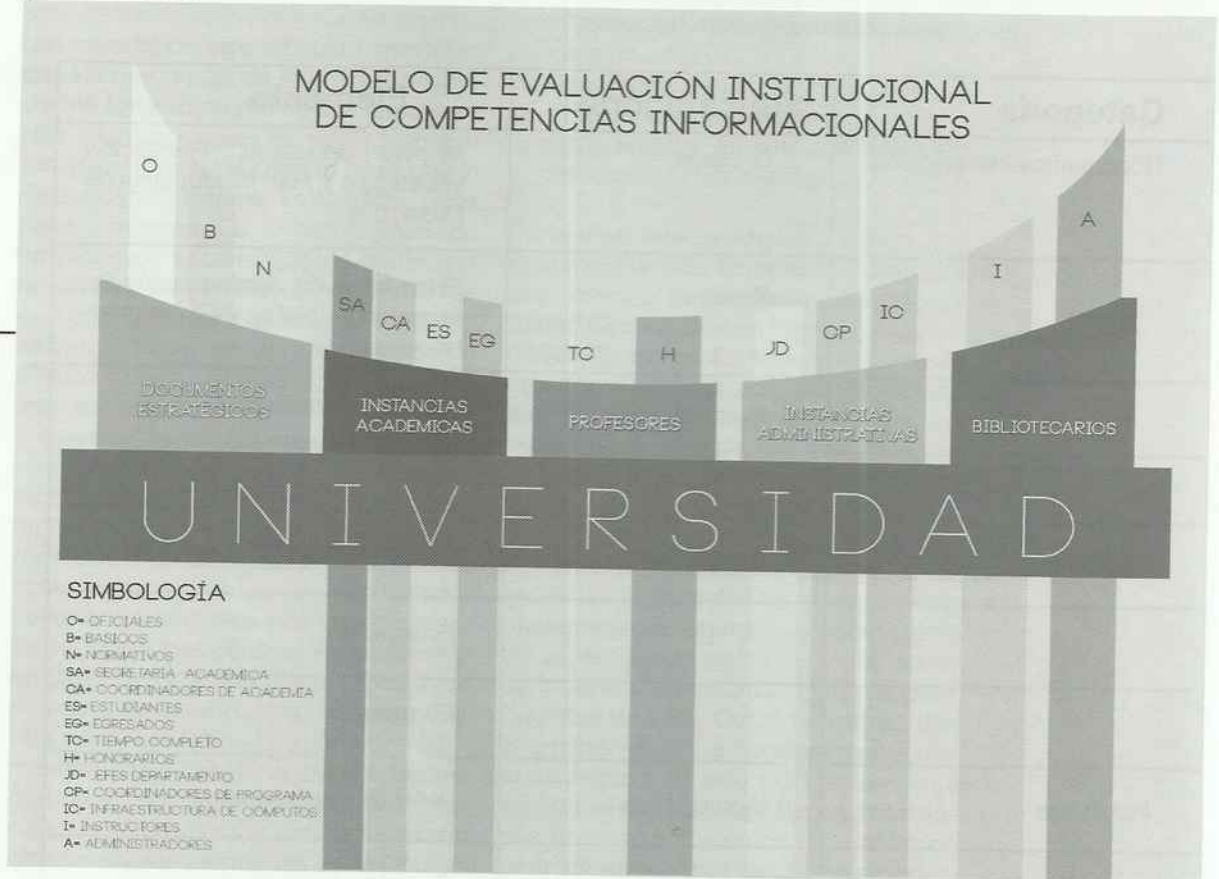 MODELO DE EVALUACIÓN INSTITUCIONAL
DE COMPETENCIAS INFORMACIONALES
O
B
N
SA
CA
ES
EG
TC
H
JD
CP
IC
I
A
DOCUMENTOS
ESTRATÉGICOS
INSTANCIAS
ACADEMICAS
PROFESORES
INSTANCIAS
ADMINISTRATIVAS
BIBLIOTECARIOS
UNIVERSIDAD
SIMBOLOGÍA
O= OFICIALES
B= BASICOS
N= NORMATIVOS
SA= SECRETARÍA ACADEMICA
CA= COORDINADORES DE ACADEMIA
ES= ESTUDIANTES
EG= EGRESADOS
TC= TIEMPO COMPLETO
H= HONORARIOS
JD= JEFES DEPARTAMENTO
CP= COORDINADORES DE PROGRAMA
IC= INFRAESTRUCTURA DE COMPUTOS
I= INSTRUCTORES
A= ADMINISTRADORES